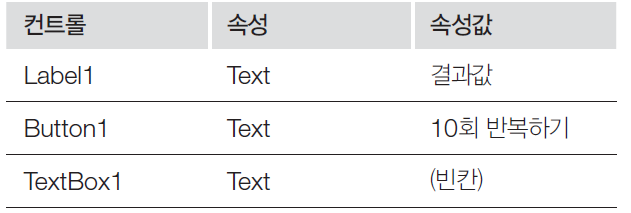 컨트롤 속성 속성값
Label1 Text 결과값
Button1 Text 10회 반복하기
TextBox1 Text (빈칸)